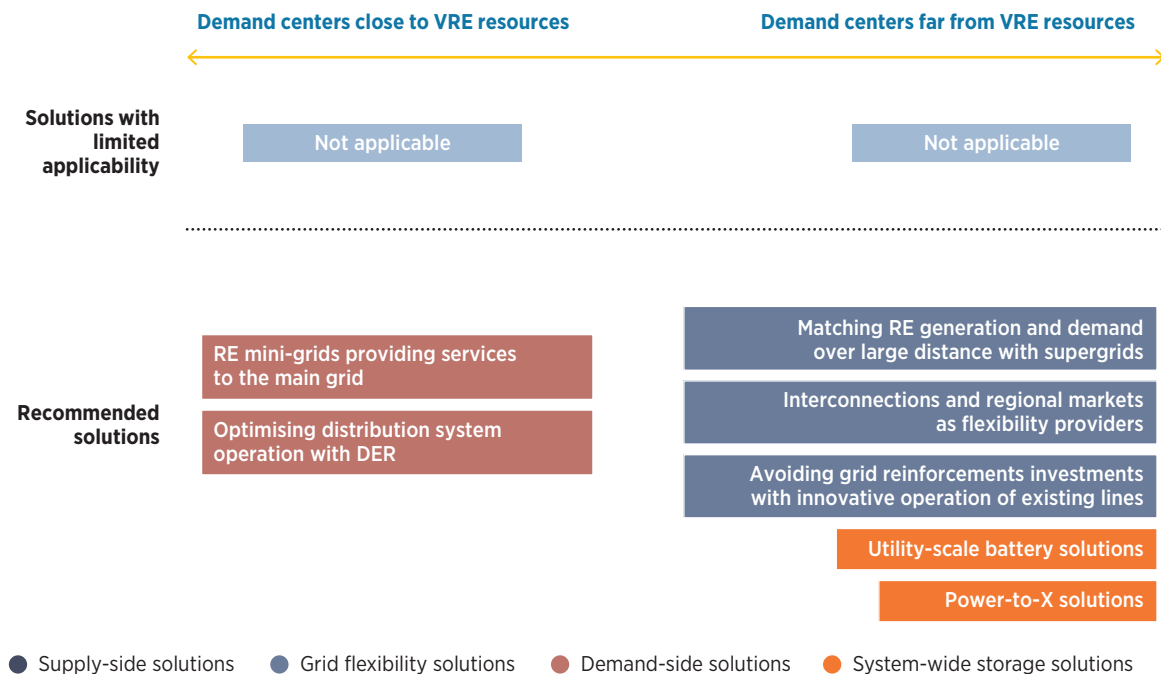 Demand centers close to VRE resources
Demand centers far from VRE resources
Solutions with
limited
applicability
Not applicable
Not applicable
Recommended
solutions
RE mini-grids providing services
to the main grid
Optimising distribution system
operation with DER
Matching RE generation and demand
over large distance with supergrids
Interconnections and regional markets
as flexibility providers
Avoiding grid reinforcements investments
with innovative operation of existing lines
Utility-scale battery solutions
Power-to-X solutions
Supply-side solutions
Grid flexibility solutions
Demand-side solutions
System-wide storage solutions